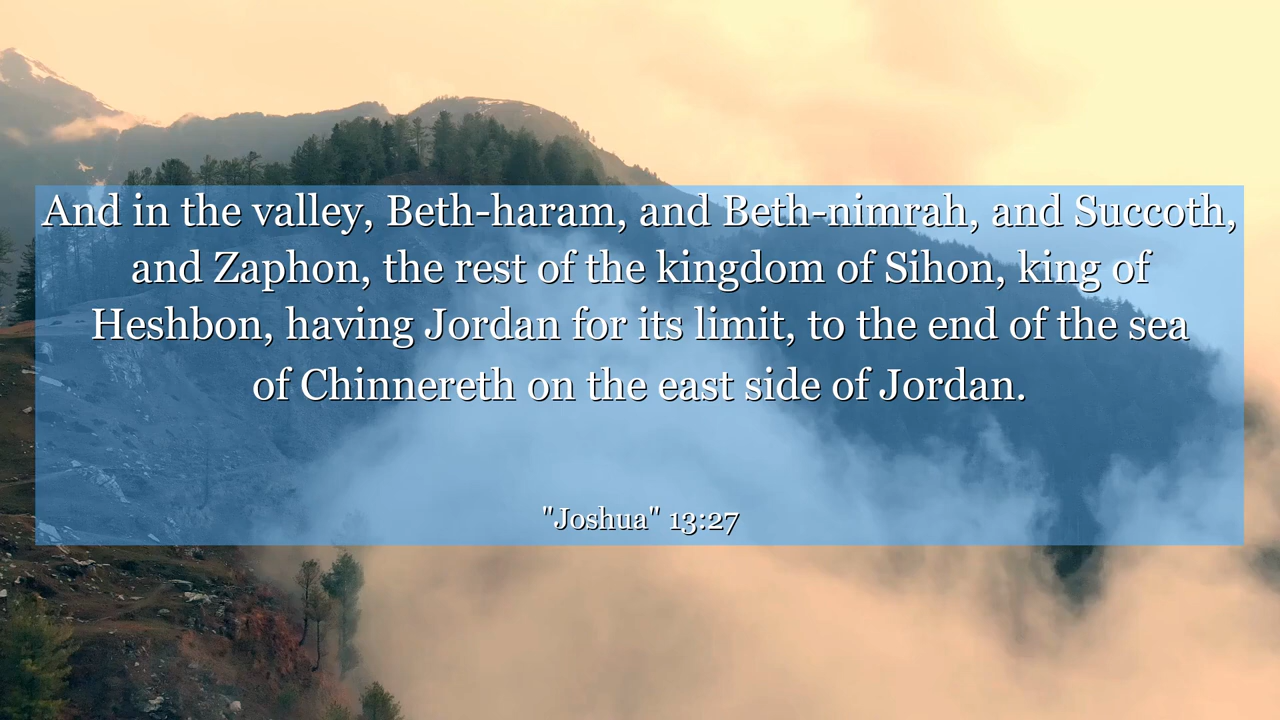 And in the valley, Beth-haram, and Beth-nimrah, and Succoth,
and Zaphon, the rest of the kingdom of Sihon, king of
Heshbon, having Jordan for its limit, to the end of the sea
of Chinnereth on the east side of Jordan.
"Joshua" 13:27